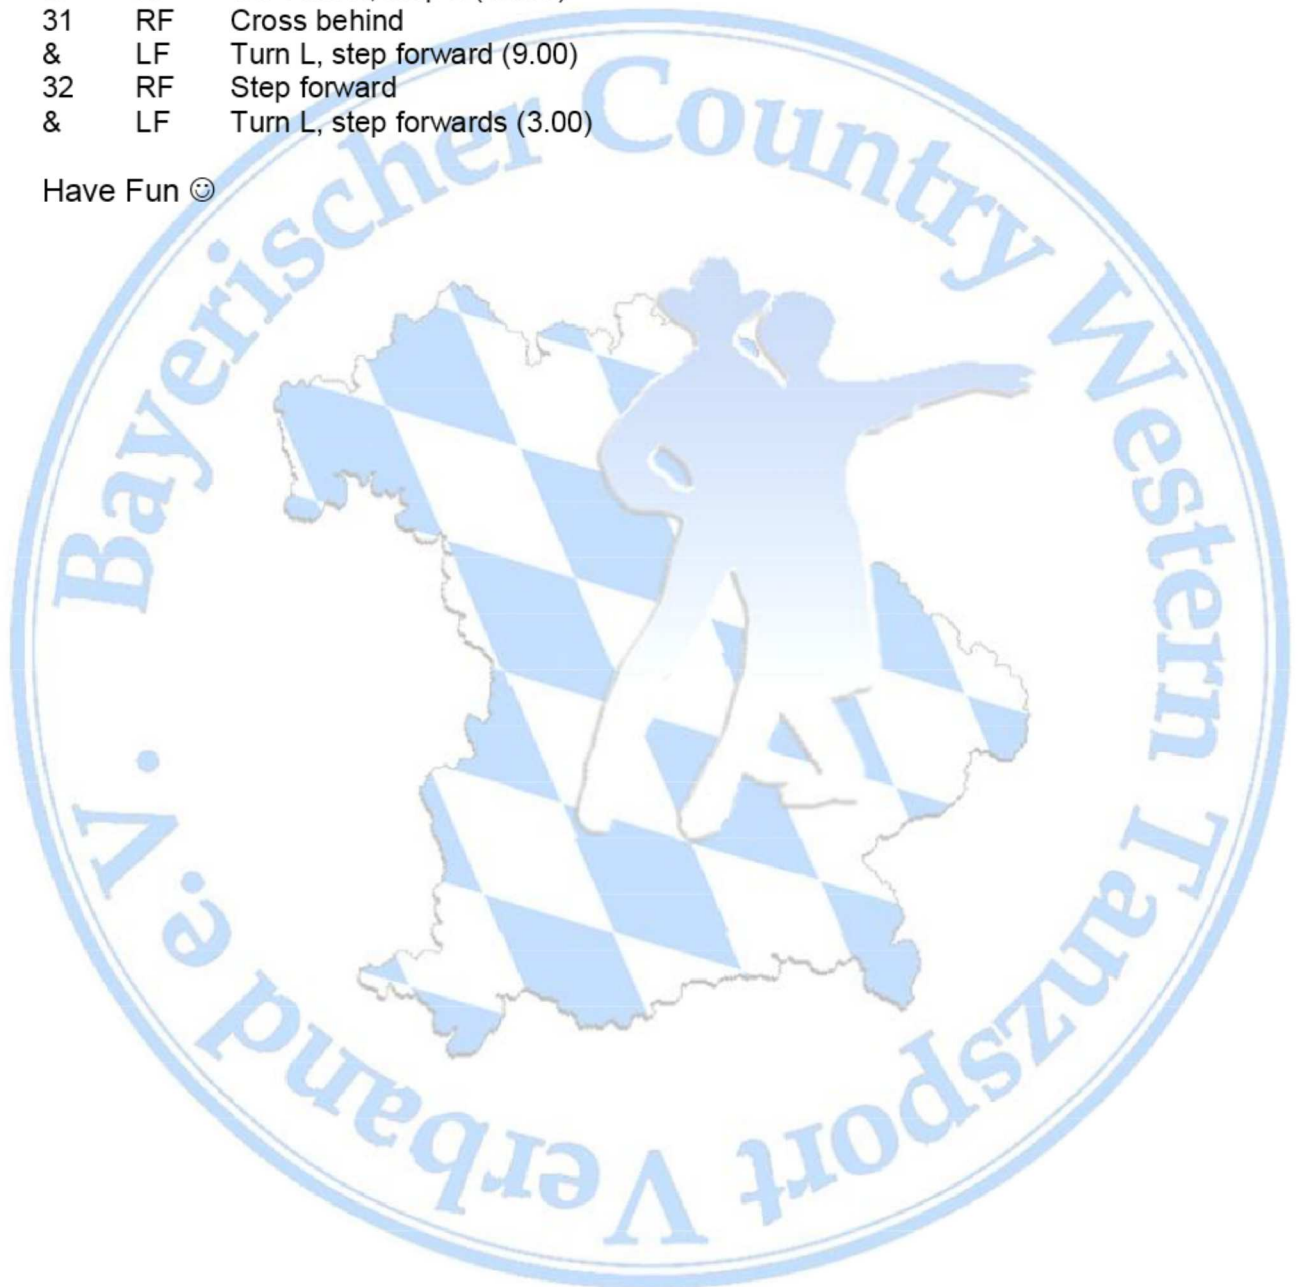 31 RF Cross behind
& LF Turn L, step forward (9.00)
32 RF Step forward
& LF Turn L, step forwards (3.00)
Have Fun ☺
Bayerischer Country Western Tanzsport Verband e.V. •